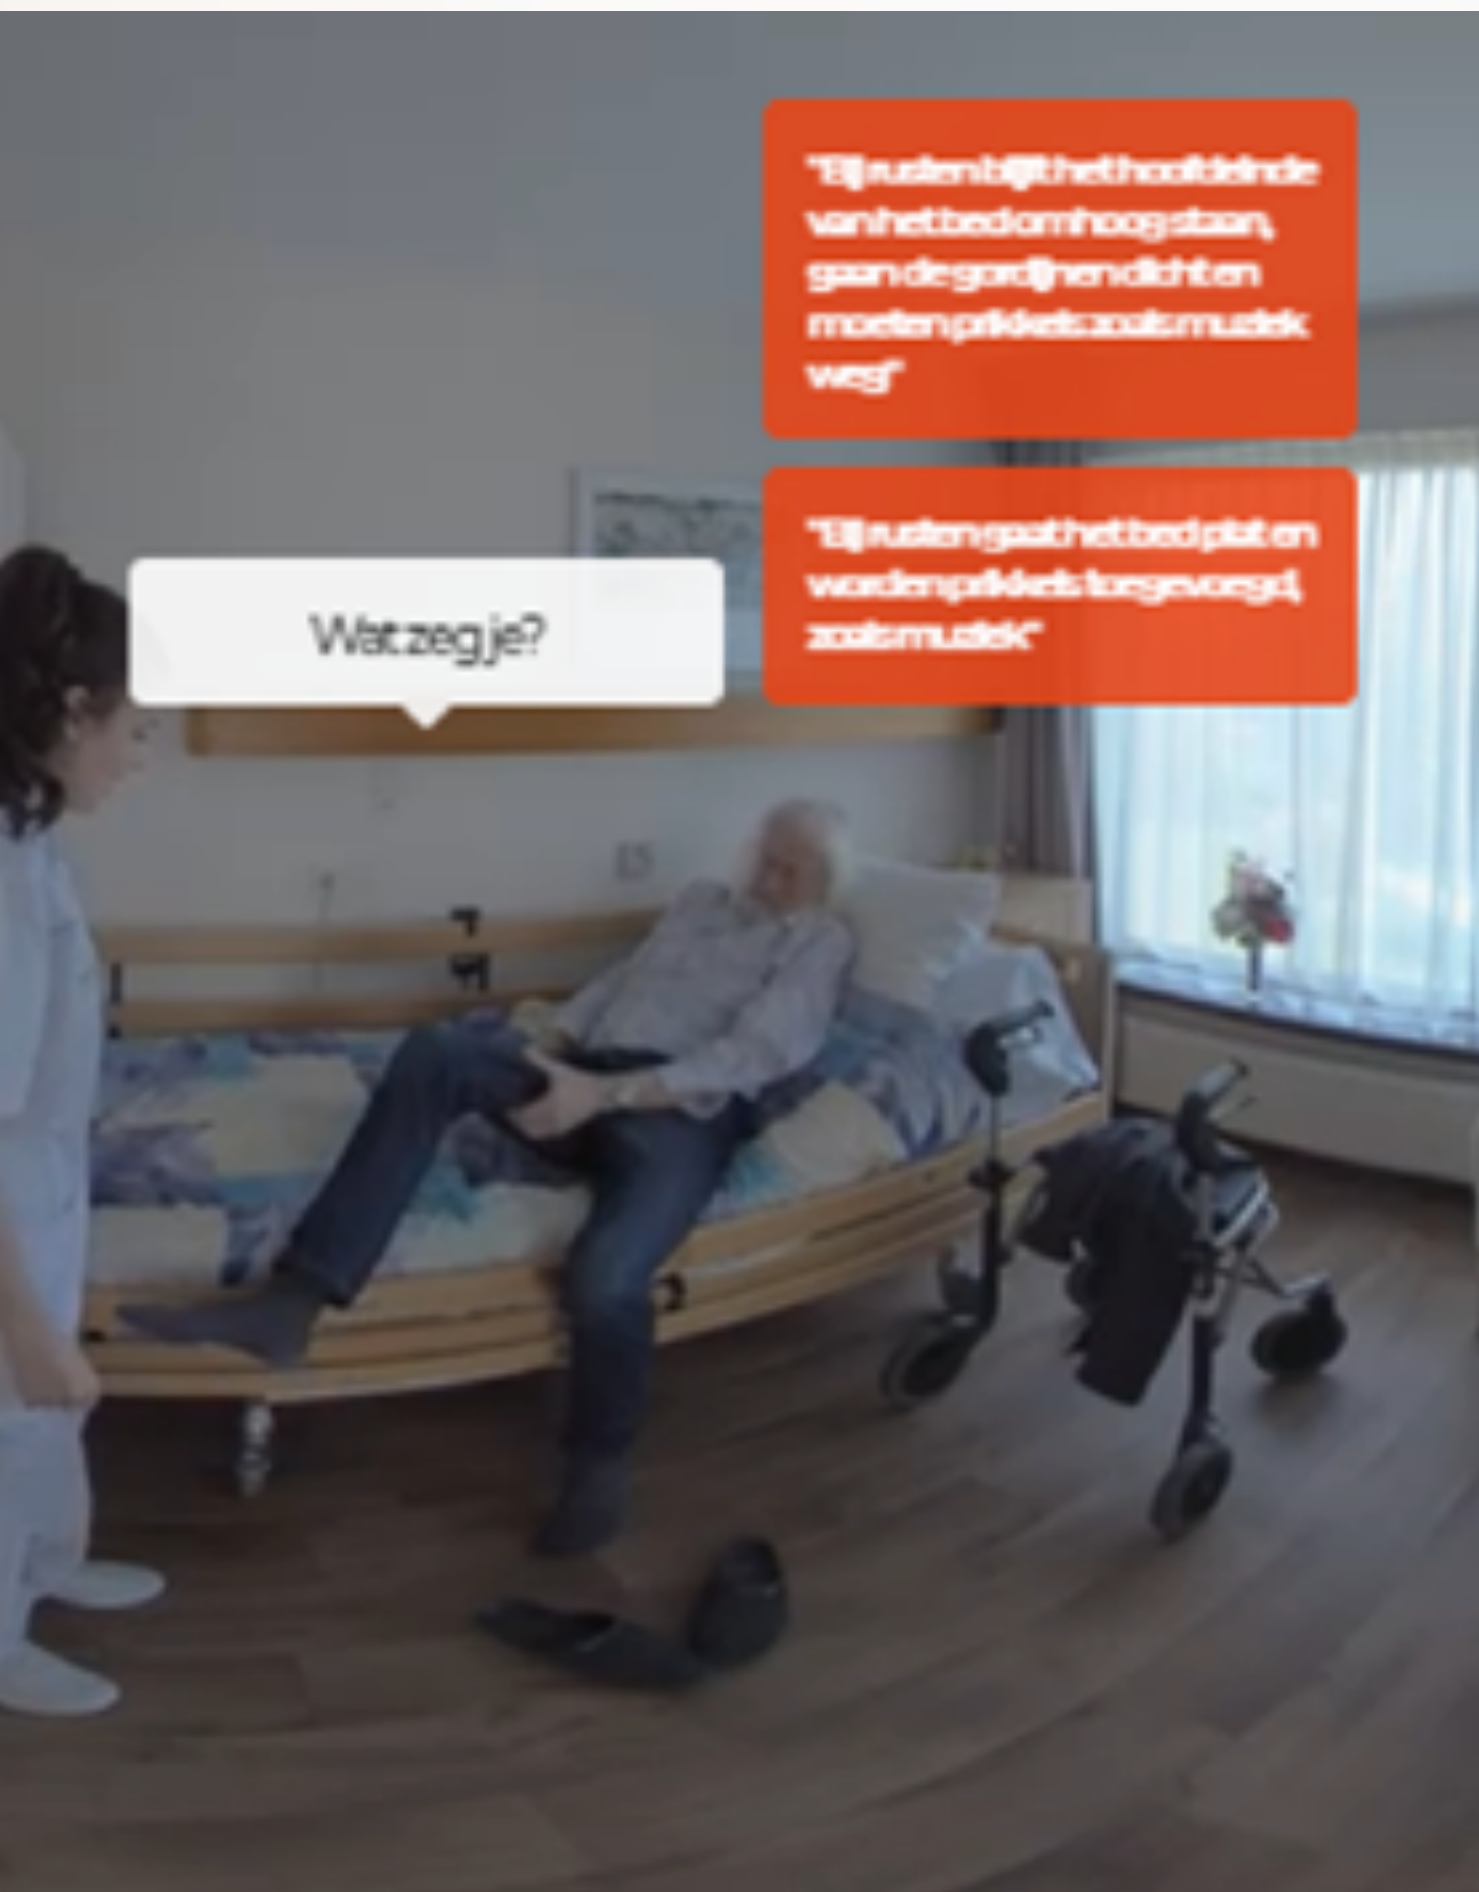 Wat zeg je?
"Bij rusten blijft het hoofdeinde
van het bed omhoog staan,
gaan de gordijnen dicht en
moeten prikkels zoals muziek
weg"
"Bij rusten gaat het bed plat en
worden prikkels toegevoegd,
zoals muziek"